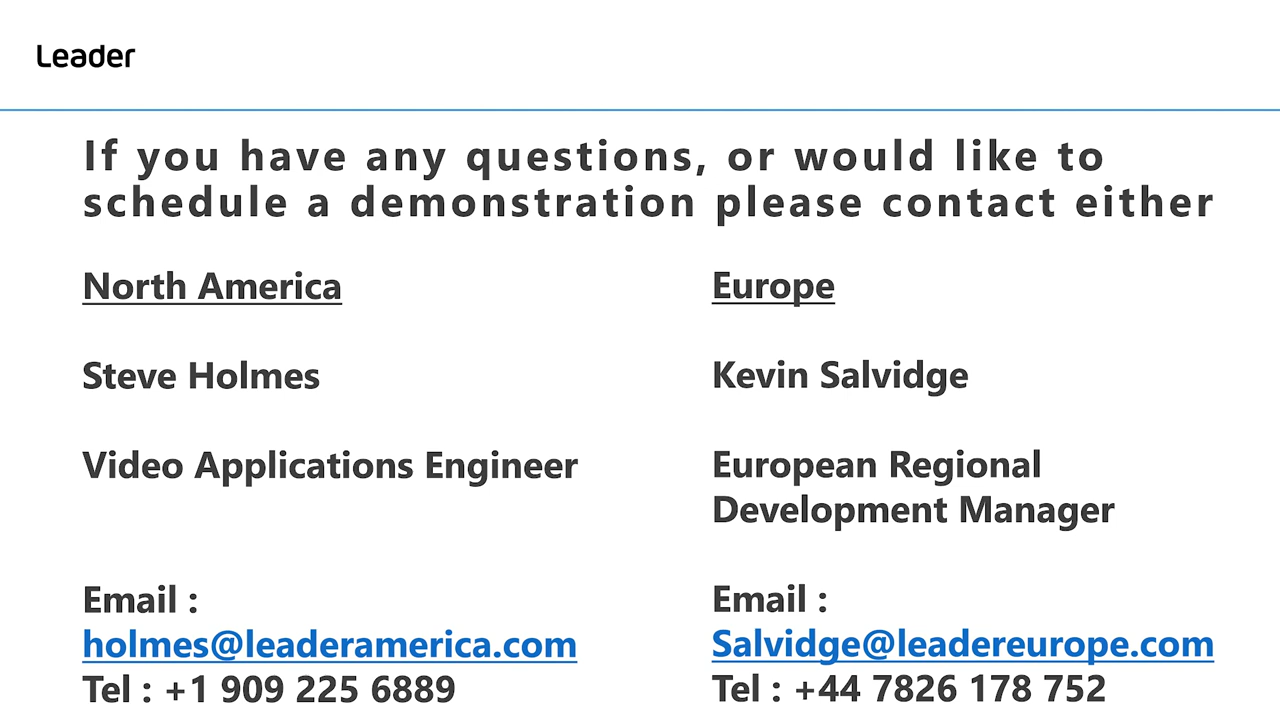 Leader
If you have any questions, or would like to
schedule a demonstration please contact either
North America
Steve Holmes
Video Applications Engineer
Email :
holmes@leaderamerica.com
Tel : +1 909 225 6889
Europe
Kevin Salvidge
European Regional
Development Manager
Email :
Salvidge@leadereurope.com
Tel : +44 7826 178 752